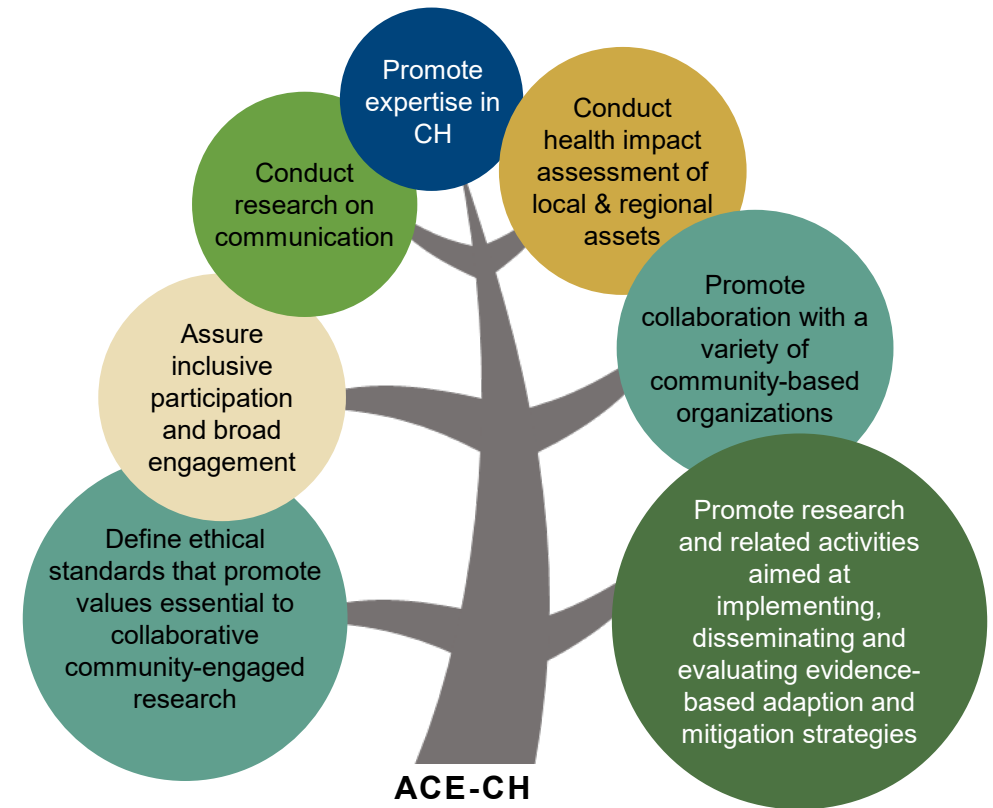 Promote
expertise in
CH
Conduct
health impact
assessment of
local & regional
assets
Conduct
research on
communication
Promote
collaboration with a
variety of
community-based
organizations
Assure
inclusive
participation
and broad
engagement
Define ethical
standards that promote
values essential to
collaborative
community-engaged
research
Promote research
and related activities
aimed at
implementing,
disseminating and
evaluating evidence-
based adaption and
mitigation strategies
ACE-CH